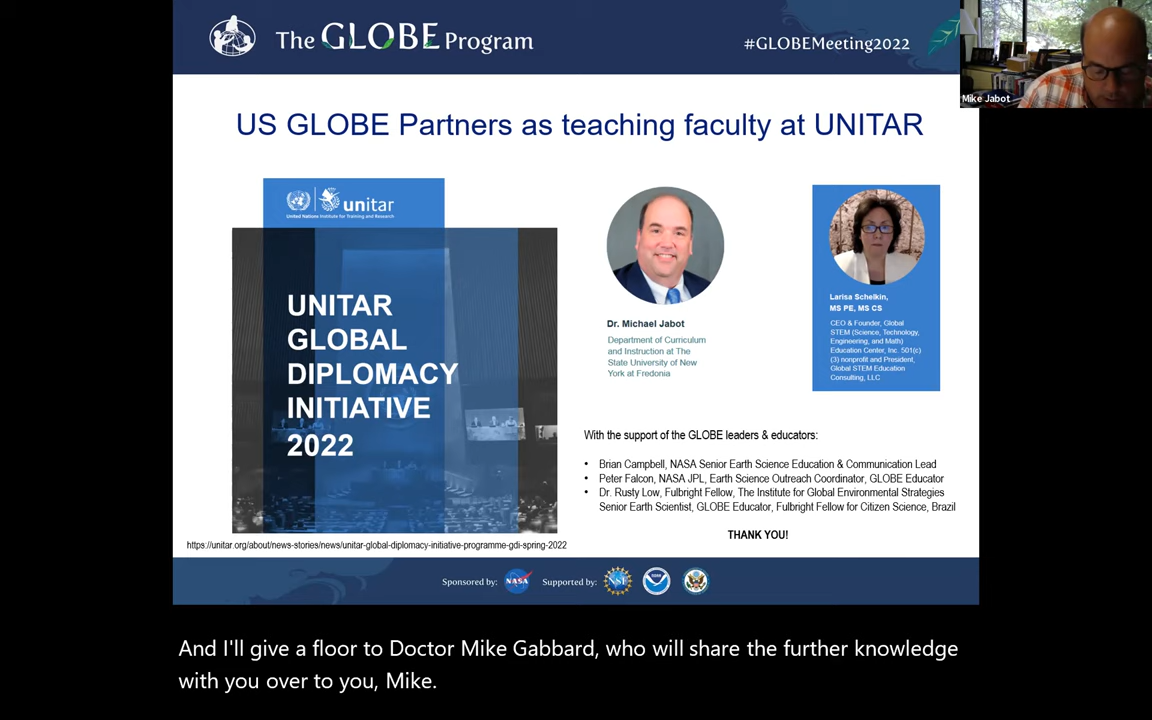 The GLOBE Program
#GLOBEMeeting2022
Mike Jabot
US GLOBE Partners as teaching faculty at UNITAR
unitar
United Nations Institute for Training and Research
UNITAR
GLOBAL
DIPLOMACY
INITIATIVE
2022
Dr. Michael Jabot
Department of Curriculum
and Instruction at The
State University of New
York at Fredonia
Larisa Schelkin,
MS PE, MS CS
CEO & Founder, Global
STEM (Science, Technology,
Engineering, and Math)
Education Center, Inc. 501(c)
(3) nonprofit and President,
Global STEM Education
Consulting, LLC
With the support of the GLOBE leaders & educators:
• Brian Campbell, NASA Senior Earth Science Education & Communication Lead
• Peter Falcon, NASA JPL, Earth Science Outreach Coordinator, GLOBE Educator
• Dr. Rusty Low, Fulbright Fellow, The Institute for Global Environmental Strategies
Senior Earth Scientist, GLOBE Educator, Fulbright Fellow for Citizen Science, Brazil
THANK YOU!
https://unitar.org/about/news-stories/news/unitar-global-diplomacy-initiative-programme-gdi-spring-2022
Sponsored by: NASA Supported by: NSF
And I'll give a floor to Doctor Mike Gabbard, who will share the further knowledge
with you over to you, Mike.